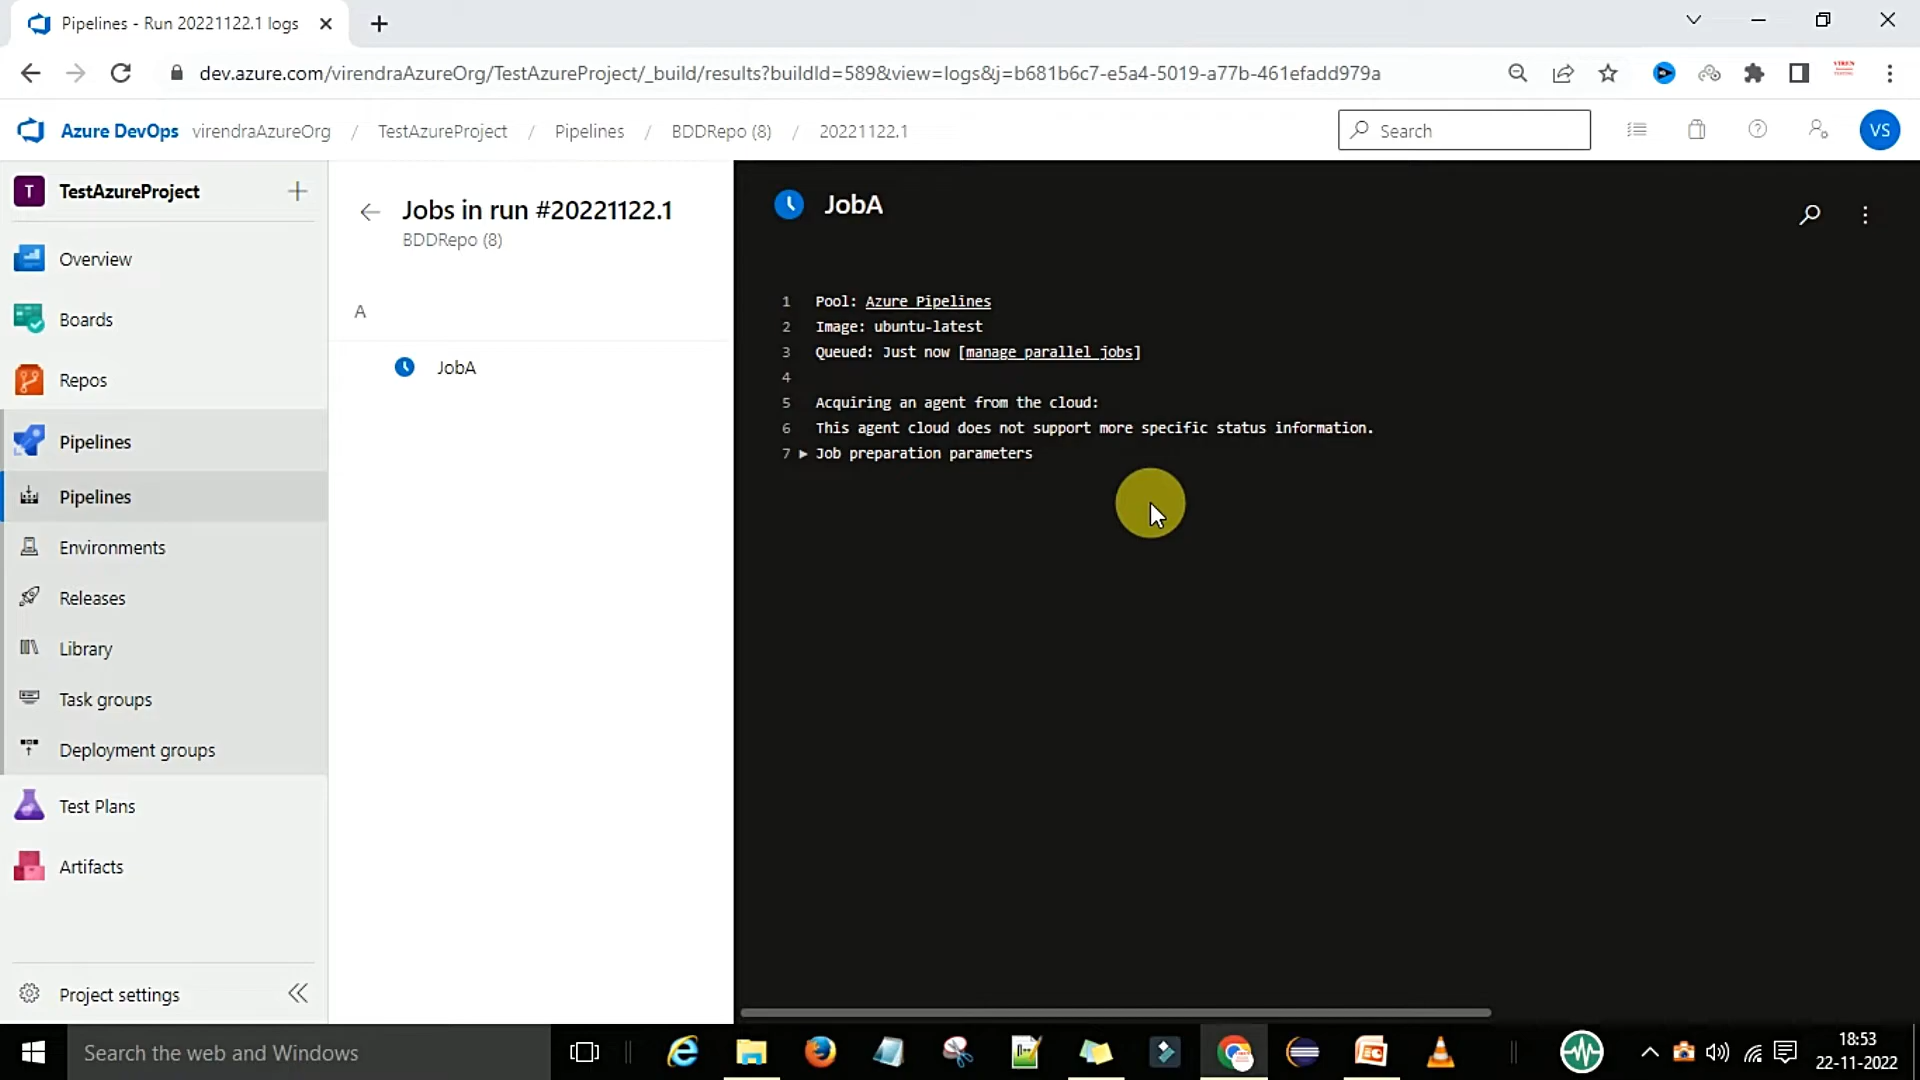 Pipelines - Run 20221122.1 logs
dev.azure.com/virendraAzureOrg/TestAzureProject/_build/results?buildId=589&view=logs&j=b681b6c7-e5a4-5019-a77b-461efadd979a
Azure DevOps virendraAzureOrg / TestAzureProject / Pipelines / BDDRepo (8) / 20221122.1
Search
VS
T TestAzureProject
Overview
Boards
Repos
Pipelines
Pipelines
Environments
Releases
Library
Task groups
Deployment groups
Test Plans
Artifacts
Project settings
Jobs in run #20221122.1
BDDRepo (8)
A
JobA
JobA
1 Pool: Azure Pipelines
2 Image: ubuntu-latest
3 Queued: Just now [manage parallel jobs]
4
5 Acquiring an agent from the cloud:
6 This agent cloud does not support more specific status information.
7 Job preparation parameters
Search the web and Windows
18:53
22-11-2022